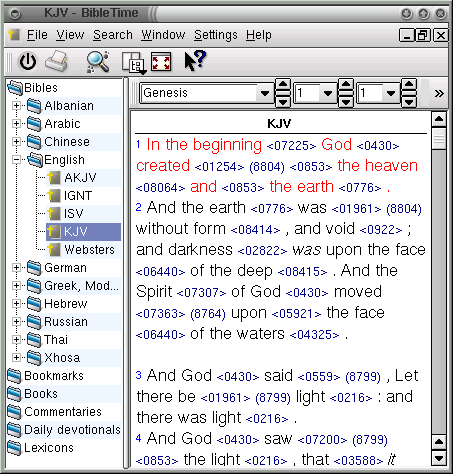 KJV - BibleTime
File View Search Window Settings Help
Bibles
Albanian
Arabic
Chinese
English
AKJV
IGNT
ISV
KJV
Websters
German
Greek, Mod...
Hebrew
Russian
Thai
Xhosa
Bookmarks
Books
Commentaries
Daily devotionals
Lexicons
Genesis 1 1 »
KJV
1 In the beginning <07225> God
<0430>
created <01254> (8804) <0853> the heaven
<08064> and <0853> the earth <0776> .
2 And the earth <0776> was <01961> (8804)
without form <08414> , and void <0922> ;
and darkness <02822> was upon the face
<06440> of the deep <08415> . And the
Spirit <07307> of God <0430> moved
<07363> (8764) upon <05921> the face
<06440> of the waters <04325> .
3 And God <0430> said <0559> (8799) , Let
there be <01961> (8799) light <0216> : and
there was light <0216> .
4 And God <0430> saw <07200> (8799)
<0853> the light <0216> , that <03588> it